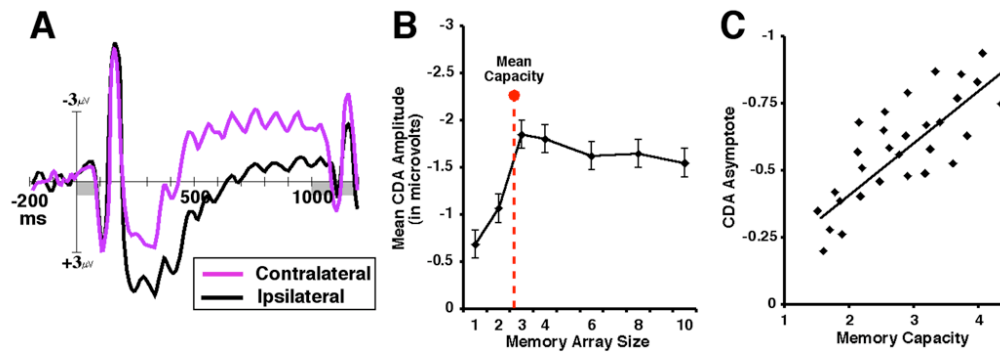 A
-3μV
-200
ms
500
1000
+3μV
Contralateral
Ipsilateral
B
Mean CDA Amplitude
(in microvolts)
-3
-2.5
-2
-1.5
-1
-0.5
0
Mean
Capacity
1 2 3 4 6 8 10
Memory Array Size
C
CDA Asymptote
-1
-0.75
-0.5
-0.25
0
1 2 3 4
Memory Capacity